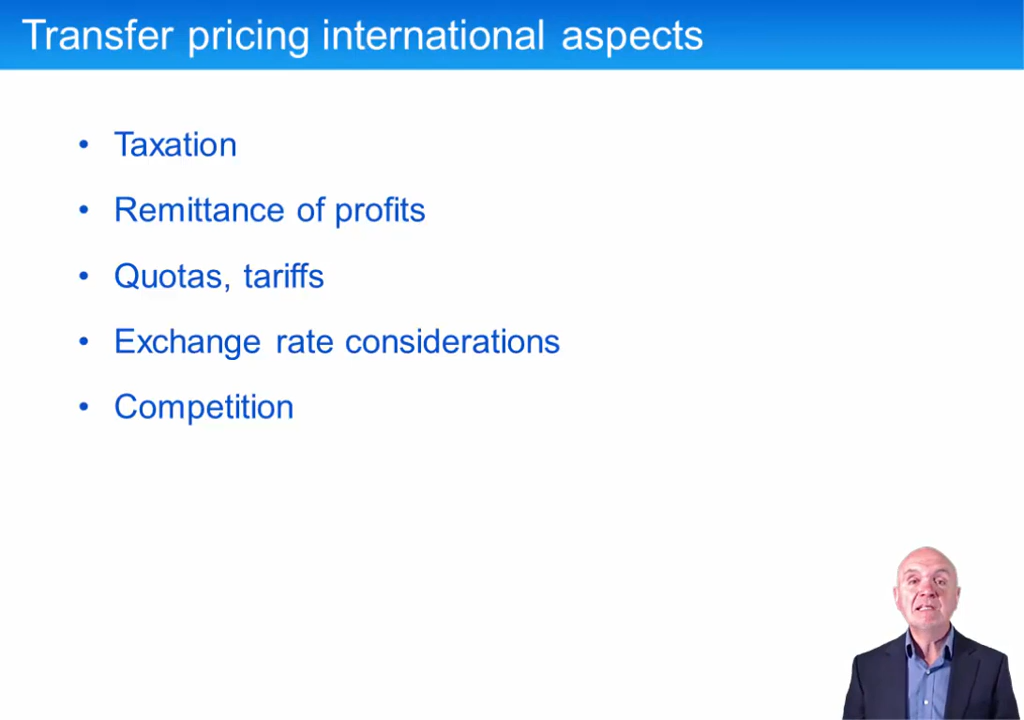 Transfer pricing international aspects
• Taxation
• Remittance of profits
• Quotas, tariffs
• Exchange rate considerations
• Competition